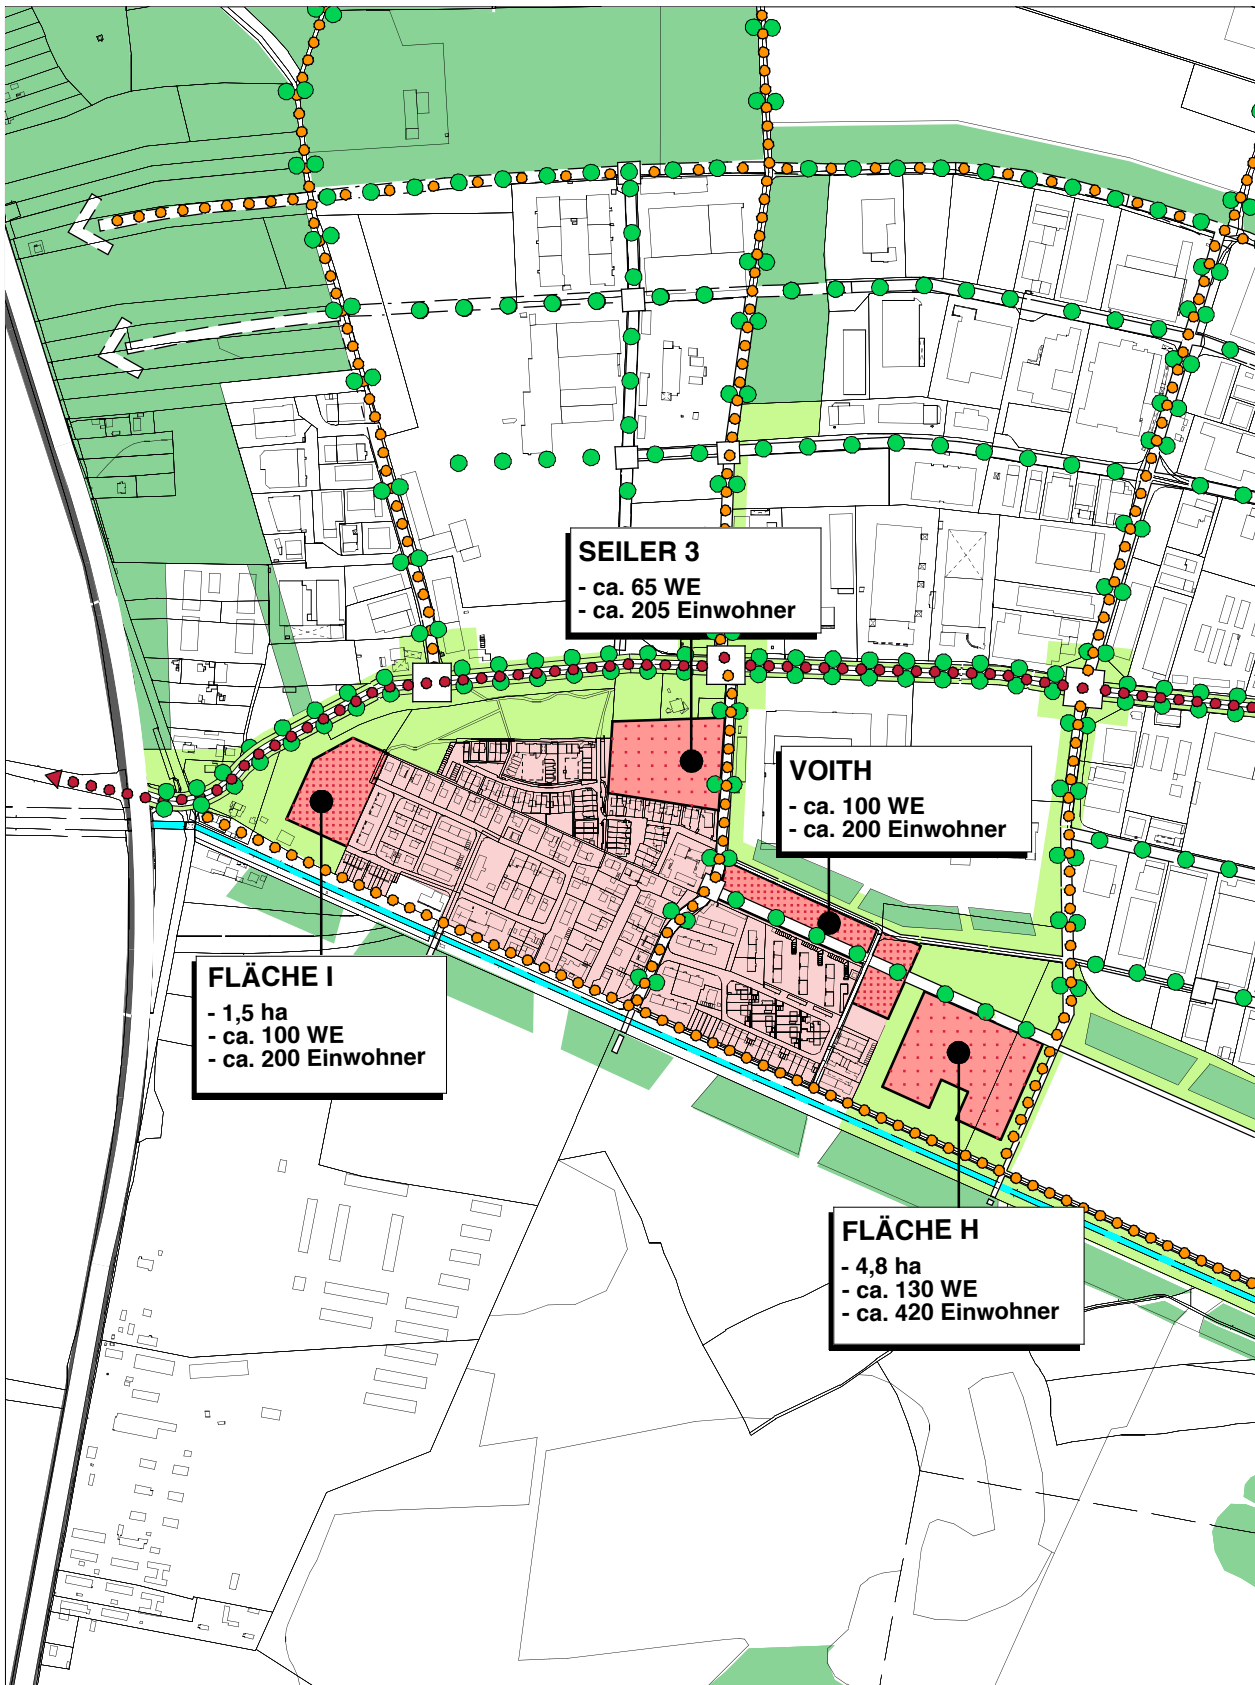 SEILER 3
- ca. 65 WE
- ca. 205 Einwohner
VOITH
- ca. 100 WE
- ca. 200 Einwohner
FLÄCHE I
- 1,5 ha
- ca. 100 WE
- ca. 200 Einwohner
FLÄCHE H
- 4,8 ha
- ca. 130 WE
- ca. 420 Einwohner